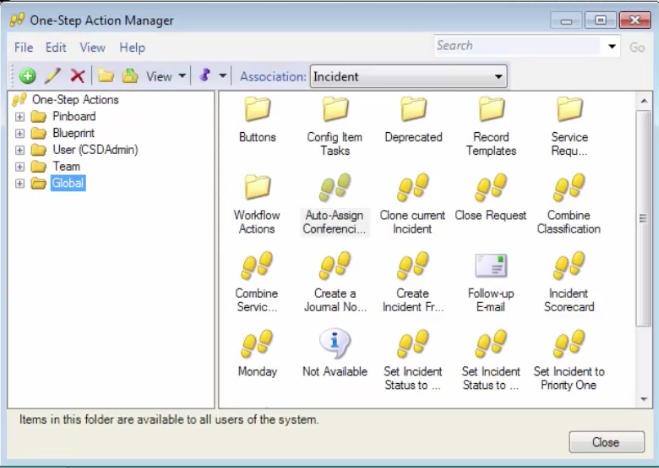 One-Step Action Manager
File Edit View Help
Search
Go
View
Association: Incident
One-Step Actions
Pinboard
Blueprint
User (CSDAdmin)
Team
Global
Buttons
Config Item
Tasks
Deprecated
Record
Templates
Service
Requ...
Workflow
Actions
Auto-Assign
Conferenci...
Clone current
Incident
Close Request
Combine
Classification
Combine
Servic...
Create a
Journal No...
Create
Incident Fr...
Follow-up
E-mail
Incident
Scorecard
Monday
Not Available
Set Incident
Status to ...
Set Incident
Status to ...
Set Incident to
Priority One
Items in this folder are available to all users of the system.
Close